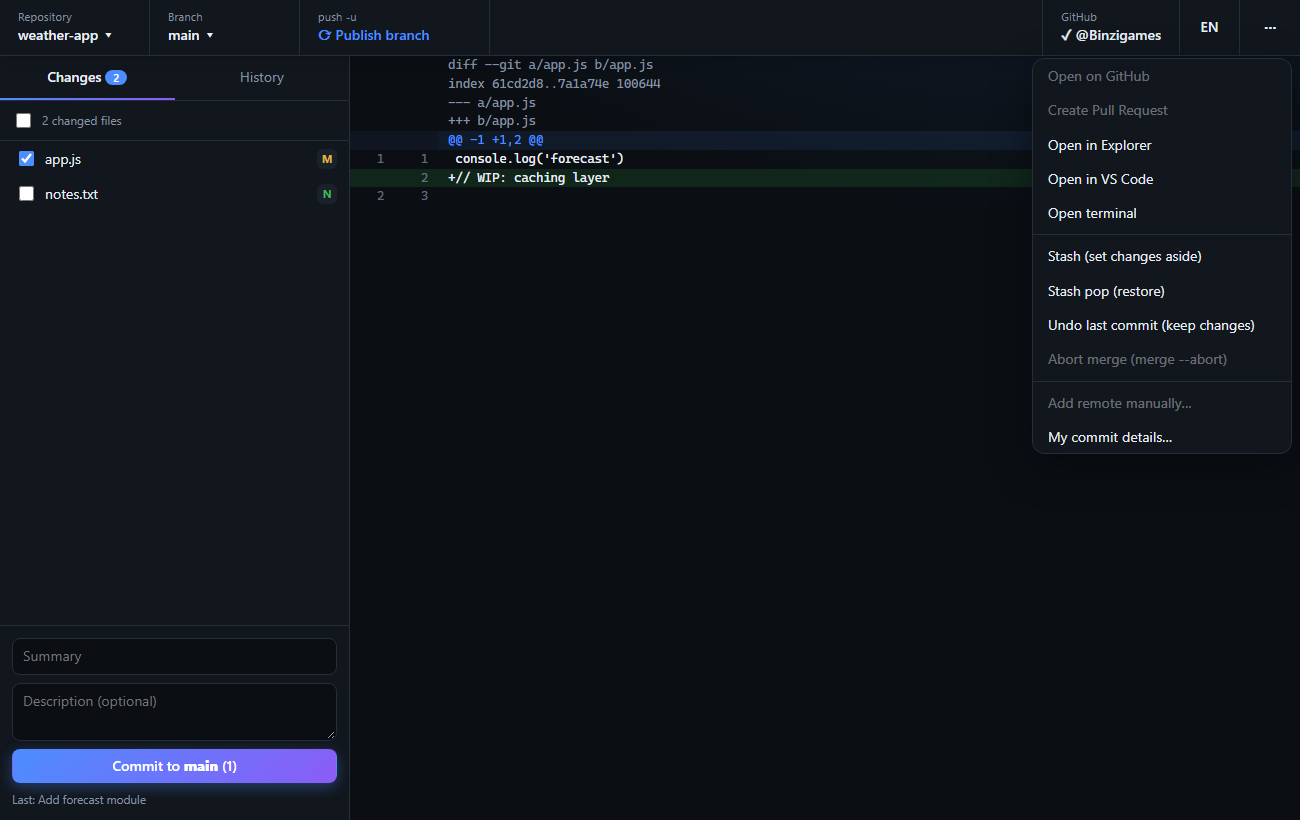 Repository
weather-app
Branch
main
push -u
Publish branch
GitHub
✓ @Binzigames
EN
...
Changes 2
History
2 changed files
app.js M
notes.txt N
diff --git a/app.js b/app.js
index 61cd2d8..7a1a74e 100644
--- a/app.js
+++ b/app.js
@@ -1 +1,2 @@
1 1 console.log('forecast')
2 +// WIP: caching layer
2 3
Open on GitHub
Create Pull Request
Open in Explorer
Open in VS Code
Open terminal
Stash (set changes aside)
Stash pop (restore)
Undo last commit (keep changes)
Abort merge (merge --abort)
Add remote manually...
My commit details...
Summary
Description (optional)
Commit to main (1)
Last: Add forecast module